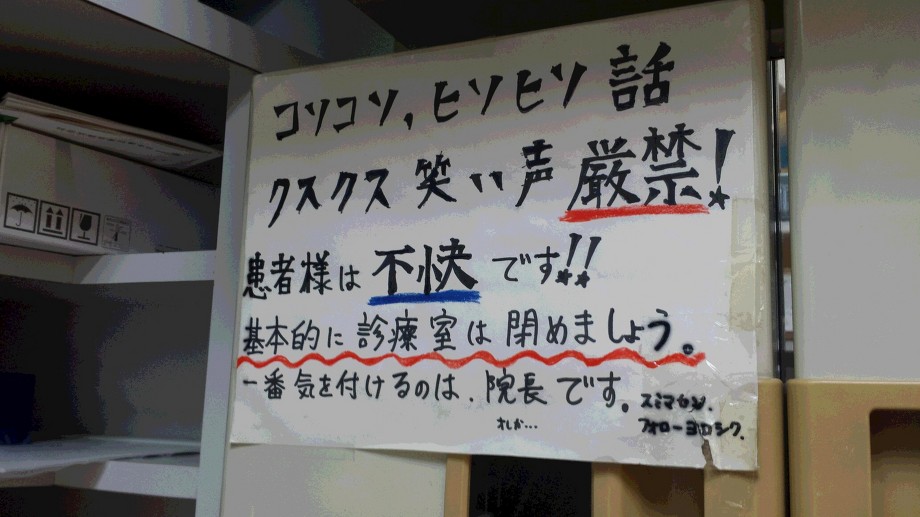 コソコソ,ヒソヒソ話
クスクス笑い声厳禁!
患者様は不快です!!
基本的に診療室は閉めましょう。
一番気を付けるのは、院長です。
スミマセン、
フォローヨロシク。